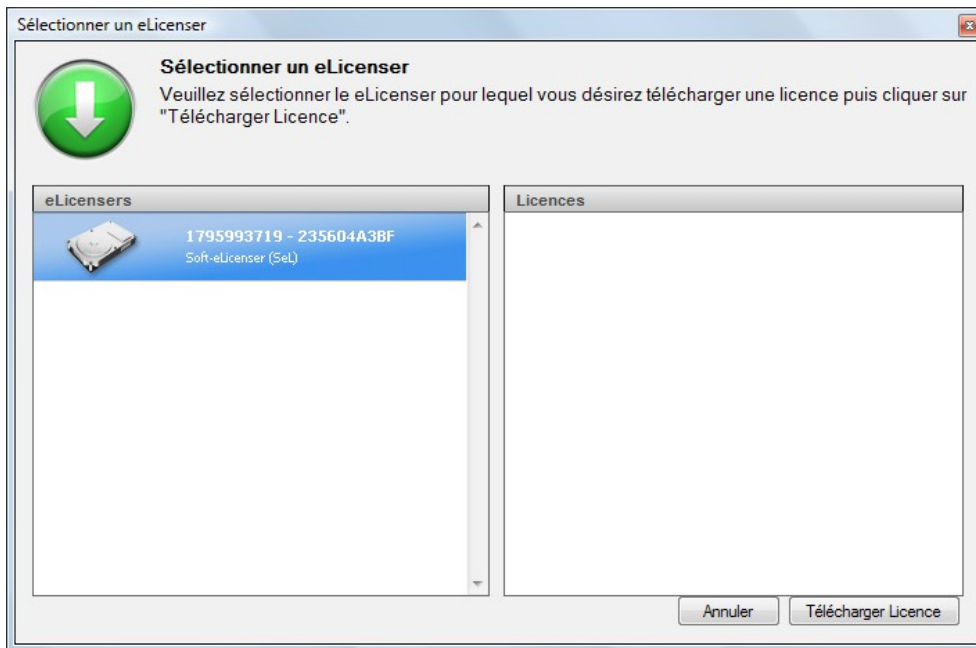 Sélectionner un eLicenser
Sélectionner un eLicenser
Veuillez sélectionner le eLicenser pour lequel vous désirez télécharger une licence puis cliquer sur
"Télécharger Licence".
eLicensers
Licences
1795993719 - 235604A3BF
Soft-eLicenser (SeL)
Annuler
Télécharger Licence